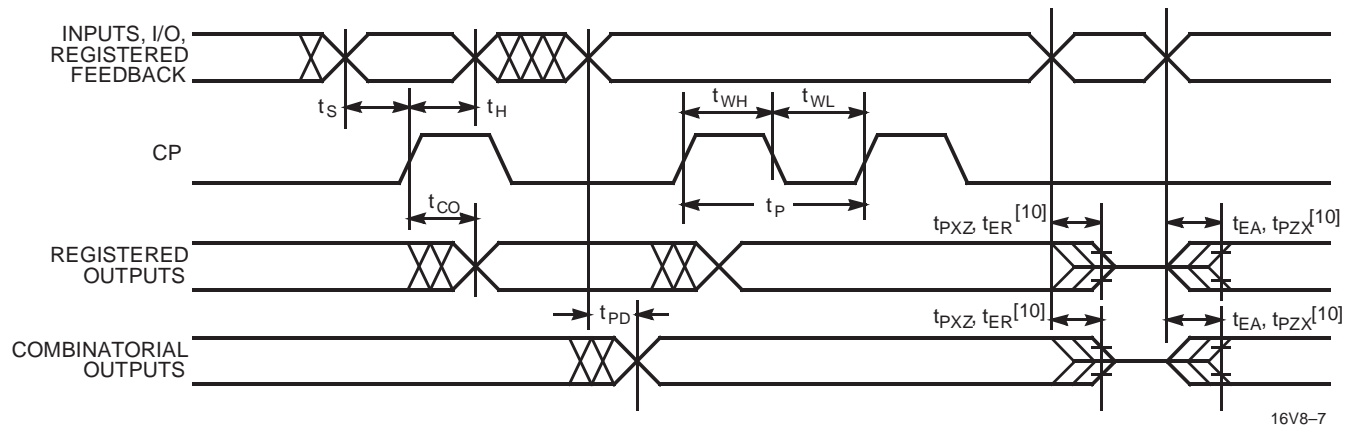 INPUTS, I/O,
REGISTERED
FEEDBACK
tS
tH
tWH
tWL
CP
tCO
tP
tPXZ, tER[10]
tEA, tPZX[10]
REGISTERED
OUTPUTS
tPD
tPXZ, tER[10]
tEA, tPZX[10]
COMBINATORIAL
OUTPUTS
16V8–7